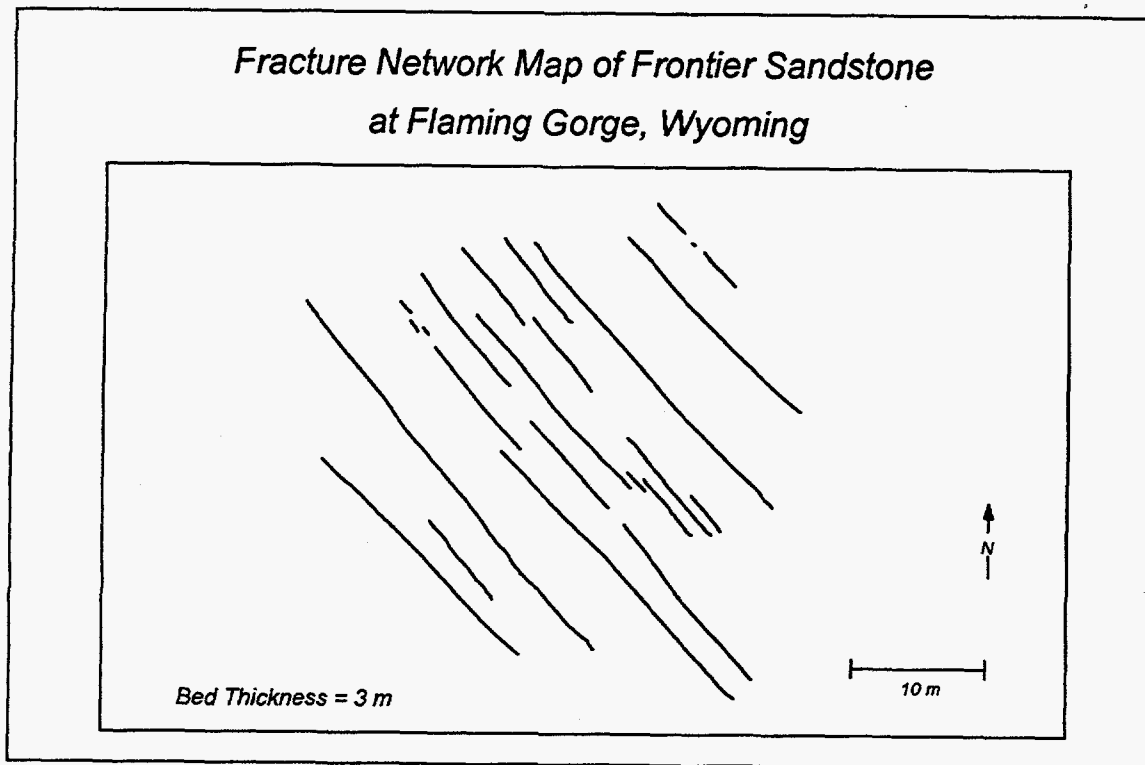 Fracture Network Map of Frontier Sandstone
at Flaming Gorge, Wyoming
N
10 m
Bed Thickness = 3 m